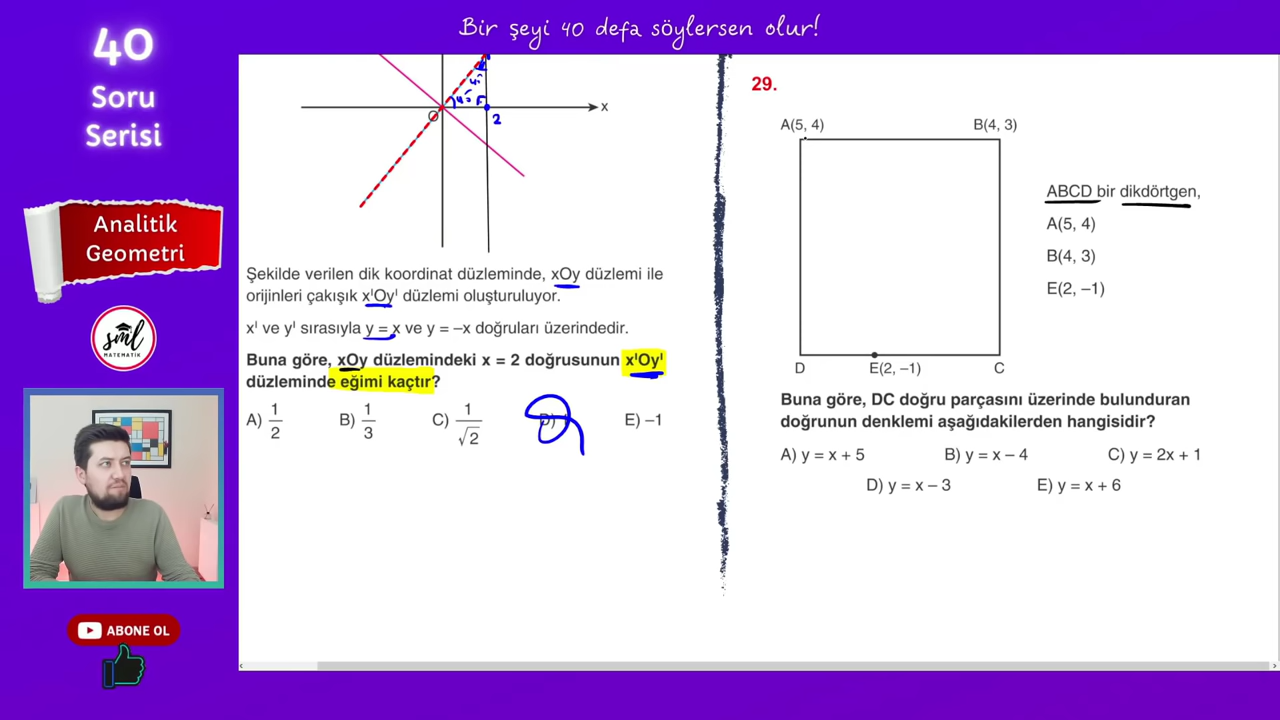 Bir şeyi 40 defa söylersen olur!
40
Soru
Serisi
Analitik
Geometri
sml
MATEMATİK
ABONE OL
x
O
2
Şekilde verilen dik koordinat düzleminde, xOy düzlemi ile
orijinleri çakışık xᴵOyᴵ düzlemi oluşturuluyor.
xᴵ ve yᴵ sırasıyla y = x ve y = –x doğruları üzerindedir.
Buna göre, xOy düzlemindeki x = 2 doğrusunun xᴵOyᴵ
düzleminde eğimi kaçtır?
A) 1/2 B) 1/3 C) 1/√2 D) E) –1
29.
A(5, 4) B(4, 3)
ABCD bir dikdörtgen,
A(5, 4)
B(4, 3)
E(2, –1)
D E(2, –1) C
Buna göre, DC doğru parçasını üzerinde bulunduran
doğrunun denklemi aşağıdakilerden hangisidir?
A) y = x + 5 B) y = x – 4 C) y = 2x + 1
D) y = x – 3 E) y = x + 6